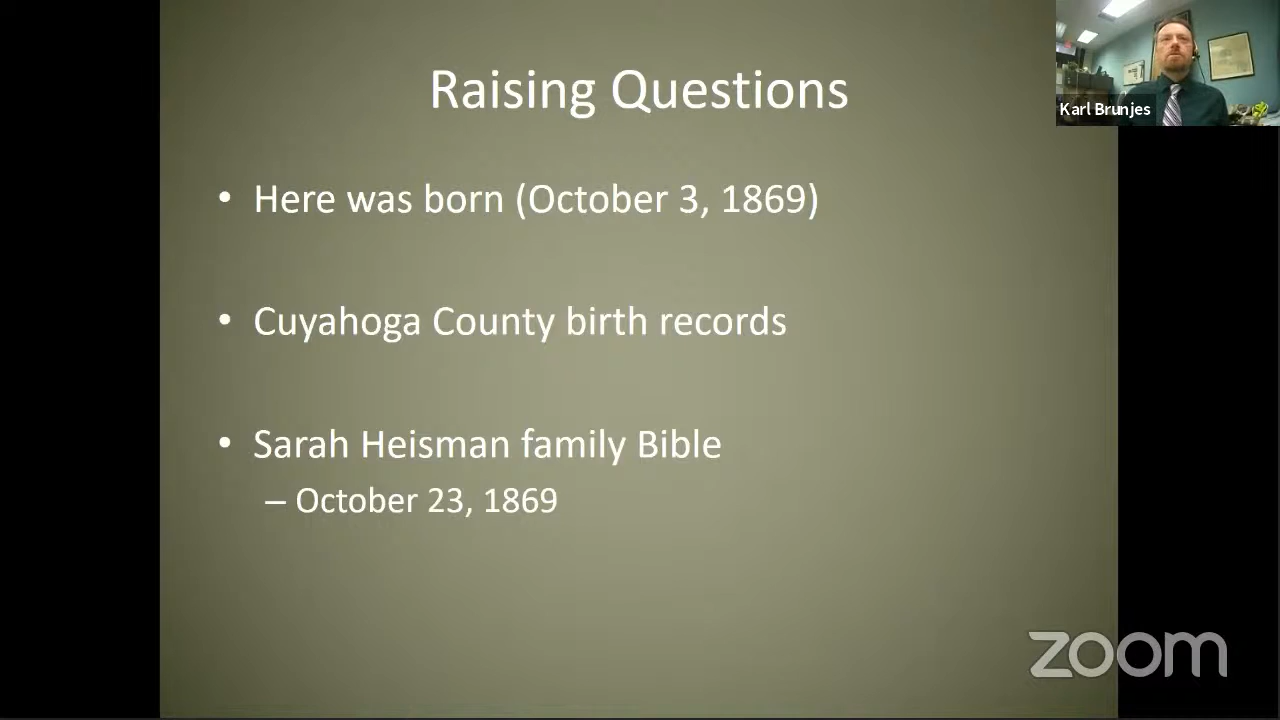 Raising Questions
Karl Brunjes
• Here was born (October 3, 1869)
• Cuyahoga County birth records
• Sarah Heisman family Bible
– October 23, 1869
zoom